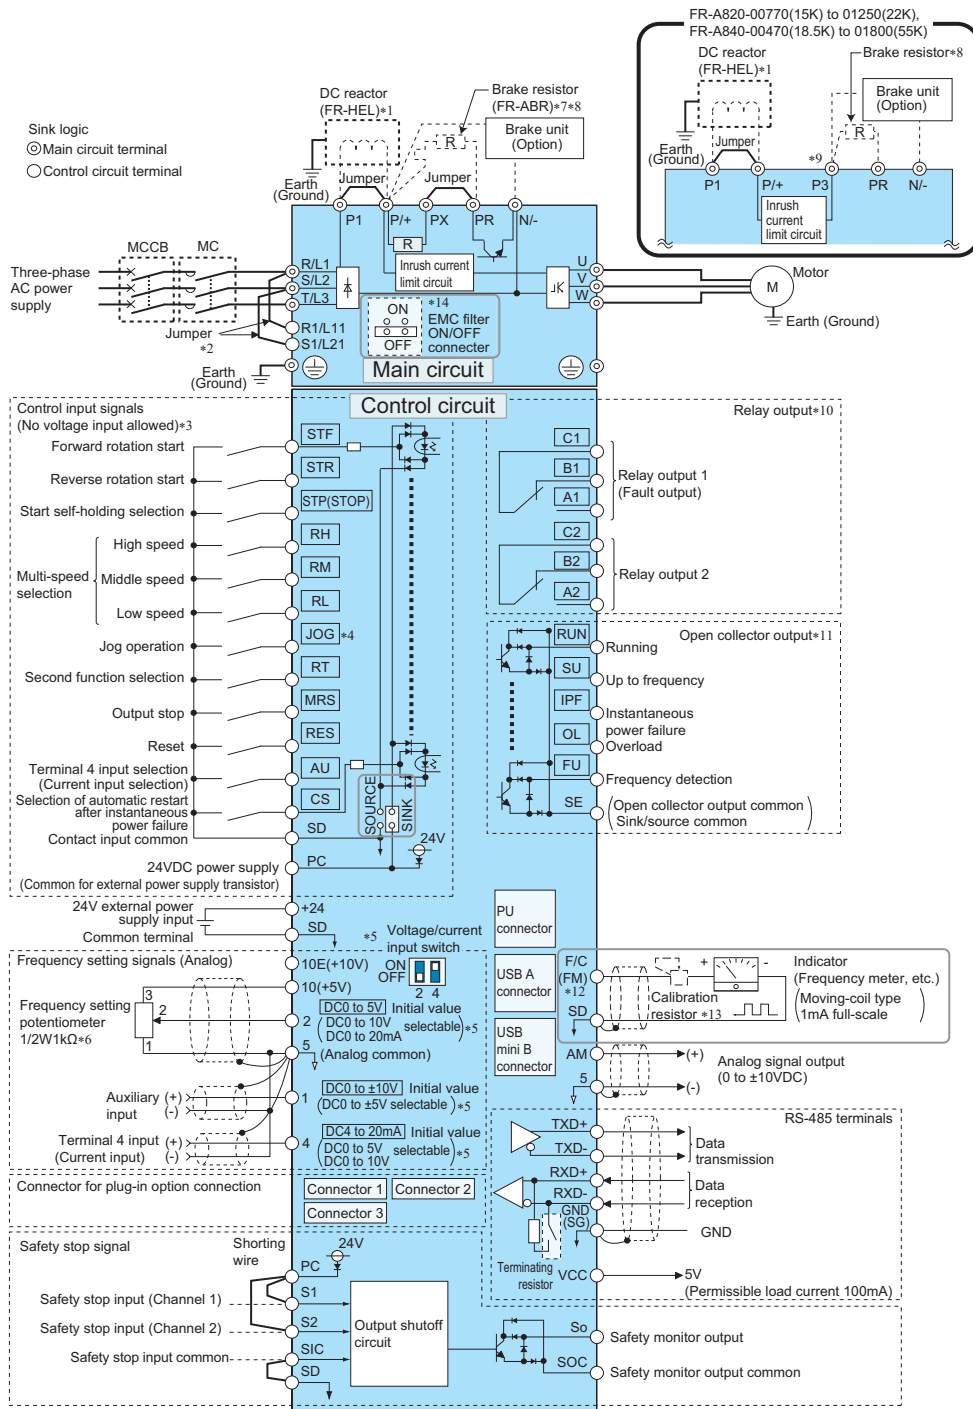 FR-A820-00770(15K) to 01250(22K),
FR-A840-00470(18.5K) to 01800(55K)
DC reactor
(FR-HEL)*1
Brake resistor*8
Brake unit
(Option)
R
Earth
(Ground)
Jumper
*9
P1
P/+
P3
PR
N/-
Inrush
current
limit circuit
Sink logic
Main circuit terminal
Control circuit terminal
DC reactor
(FR-HEL)*1
Brake resistor
(FR-ABR)*7*8
Brake unit
(Option)
R
Earth
(Ground)
Jumper
Jumper
P1
P/+
PX
PR
N/-
R
Inrush current
limit circuit
MCCB
MC
Three-phase
AC power
supply
R/L1
S/L2
T/L3
R1/L11
S1/L21
Jumper
*2
Earth
(Ground)
U
V
W
Motor
M
Earth (Ground)
ON
OFF
*14
EMC filter
ON/OFF
connecter
Main circuit
Control circuit
Control input signals
(No voltage input allowed)*3
Forward rotation start
STF
Reverse rotation start
STR
Start self-holding selection
STP(STOP)
Multi-speed
selection
High speed
RH
Middle speed
RM
Low speed
RL
Jog operation
JOG *4
Second function selection
RT
Output stop
MRS
Reset
RES
Terminal 4 input selection
(Current input selection)
AU
Selection of automatic restart
after instantaneous
power failure
CS
Contact input common
SD
SOURCE
SINK
24V
24VDC power supply
(Common for external power supply transistor)
PC
Relay output*10
C1
B1
A1
Relay output 1
(Fault output)
C2
B2
A2
Relay output 2
Open collector output*11
RUN
Running
SU
Up to frequency
IPF
Instantaneous
power failure
OL
Overload
FU
Frequency detection
SE
Open collector output common
Sink/source common
24V external power
supply input
Common terminal
+24
SD
*5
Voltage/current
input switch
ON
OFF
2 4
Frequency setting signals (Analog)
10E(+10V)
10(+5V)
Frequency setting
potentiometer
1/2W1kΩ*6
3
2
1
2
DC0 to 5V Initial value
DC0 to 10V
DC0 to 20mA
selectable
*5
5
(Analog common)
Auxiliary
input
(+)
(-)
1
DC0 to ±10V Initial value
DC0 to ±5V selectable
*5
Terminal 4 input
(Current input)
(+)
(-)
4
DC4 to 20mA Initial value
DC0 to 5V
DC0 to 10V
selectable
*5
PU
connector
USB A
connector
USB
mini B
connector
F/C
(FM)
*12
SD
+
-
Calibration
resistor *13
Indicator
(Frequency meter, etc.)
Moving-coil type
1mA full-scale
AM
(+)
5
(-)
Analog signal output
(0 to ±10VDC)
RS-485 terminals
TXD+
TXD-
Data
transmission
RXD+
RXD-
Data
reception
GND
(SG)
GND
Terminating
resistor
VCC
5V
(Permissible load current 100mA)
Connector for plug-in option connection
Connector 1
Connector 2
Connector 3
Safety stop signal
Shorting
wire
24V
PC
Safety stop input (Channel 1)
S1
Safety stop input (Channel 2)
S2
Safety stop input common
SIC
SD
Output shutoff
circuit
So
Safety monitor output
SOC
Safety monitor output common